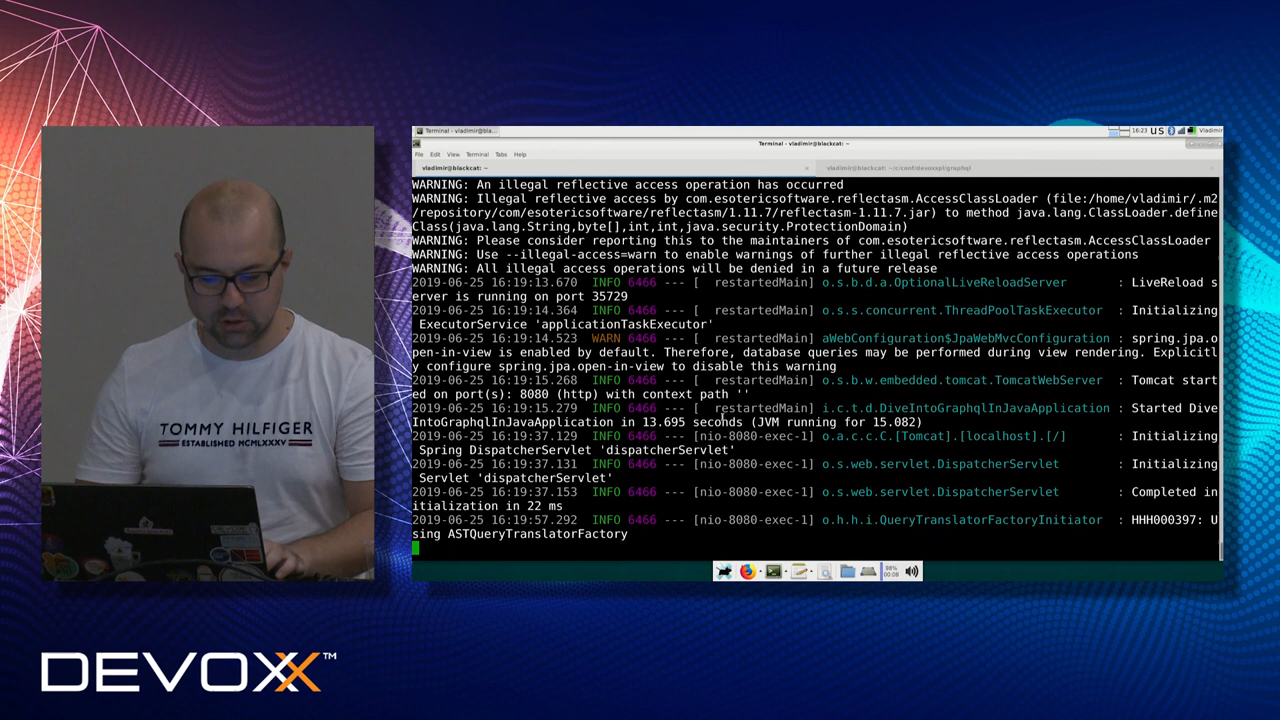 Terminal - vladimir@bla...
16:23 US Vladimir
Terminal - vladimir@blackcat: ~
File Edit View Terminal Tabs Help
vladimir@blackcat: ~
WARNING: An illegal reflective access operation has occurred
WARNING: Illegal reflective access by com.esotericsoftware.reflectasm.AccessClassLoader (file:/home/vladimir/.m2
/repository/com/esotericsoftware/reflectasm/1.11.7/reflectasm-1.11.7.jar) to method java.lang.ClassLoader.define
Class(java.lang.String,byte[],int,int,java.security.ProtectionDomain)
WARNING: Please consider reporting this to the maintainers of com.esotericsoftware.reflectasm.AccessClassLoader
WARNING: Use --illegal-access=warn to enable warnings of further illegal reflective access operations
WARNING: All illegal access operations will be denied in a future release
2019-06-25 16:19:13.670  INFO 6466 --- [  restartedMain] o.s.b.d.a.OptionalLiveReloadServer       : LiveReload s
erver is running on port 35729
2019-06-25 16:19:14.364  INFO 6466 --- [  restartedMain] o.s.s.concurrent.ThreadPoolTaskExecutor  : Initializing
 ExecutorService 'applicationTaskExecutor'
2019-06-25 16:19:14.523  WARN 6466 --- [  restartedMain] aWebConfiguration$JpaWebMvcConfiguration : spring.jpa.o
pen-in-view is enabled by default. Therefore, database queries may be performed during view rendering. Explicitl
y configure spring.jpa.open-in-view to disable this warning
2019-06-25 16:19:15.268  INFO 6466 --- [  restartedMain] o.s.b.w.embedded.tomcat.TomcatWebServer  : Tomcat start
ed on port(s): 8080 (http) with context path ''
2019-06-25 16:19:15.279  INFO 6466 --- [  restartedMain] i.c.t.d.DiveIntoGraphqlInJavaApplication : Started Dive
IntoGraphqlInJavaApplication in 13.695 seconds (JVM running for 15.082)
2019-06-25 16:19:37.129  INFO 6466 --- [nio-8080-exec-1] o.a.c.c.C.[Tomcat].[localhost].[/]       : Initializing
 Spring DispatcherServlet 'dispatcherServlet'
2019-06-25 16:19:37.131  INFO 6466 --- [nio-8080-exec-1] o.s.web.servlet.DispatcherServlet        : Initializing
 Servlet 'dispatcherServlet'
2019-06-25 16:19:37.153  INFO 6466 --- [nio-8080-exec-1] o.s.web.servlet.DispatcherServlet        : Completed in
itialization in 22 ms
2019-06-25 16:19:57.292  INFO 6466 --- [nio-8080-exec-1] o.h.h.i.QueryTranslatorFactoryInitiator  : HHH000397: U
sing ASTQueryTranslatorFactory
98%
00:08
TOMMY HILFIGER
ESTABLISHED MCMLXXXV
DEVOXX™